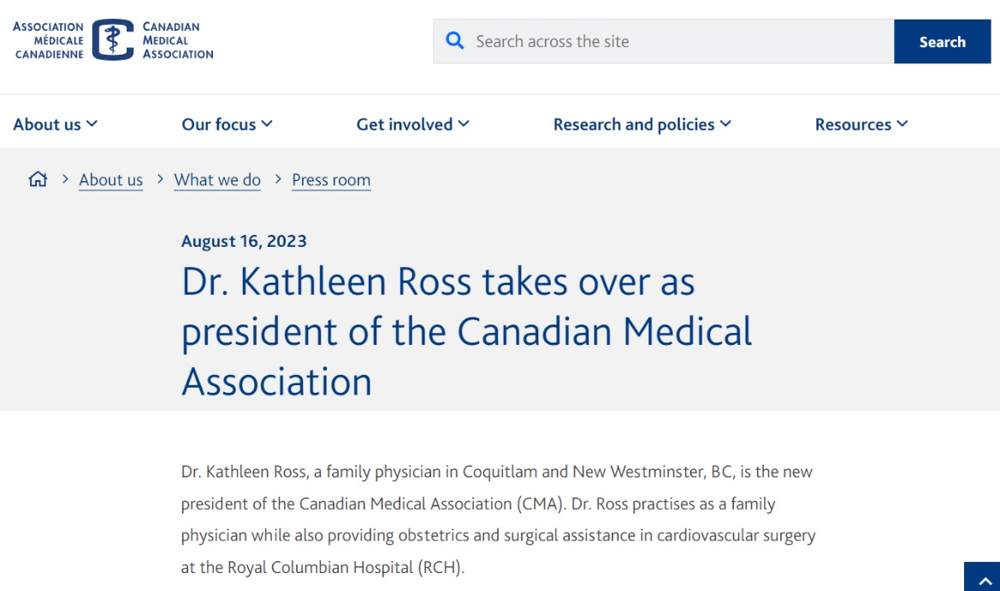 ASSOCIATION
MÉDICALE
CANADIENNE
CANADIAN
MEDICAL
ASSOCIATION
Search across the site
Search
About us
Our focus
Get involved
Research and policies
Resources
About us > What we do > Press room
August 16, 2023
Dr. Kathleen Ross takes over as
president of the Canadian Medical
Association
Dr. Kathleen Ross, a family physician in Coquitlam and New Westminster, BC, is the new
president of the Canadian Medical Association (CMA). Dr. Ross practises as a family
physician while also providing obstetrics and surgical assistance in cardiovascular surgery
at the Royal Columbian Hospital (RCH).